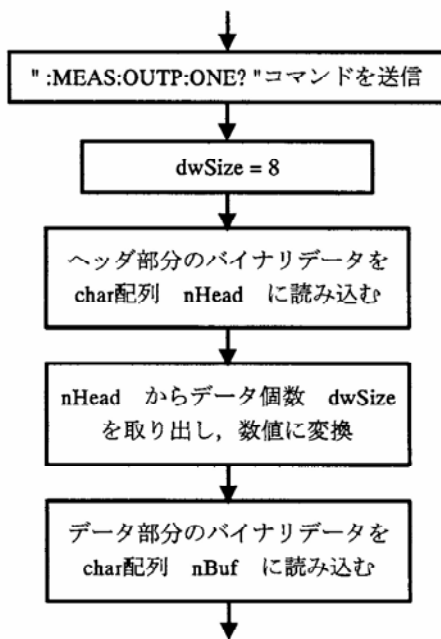 " :MEAS:OUTP:ONE? "コマンドを送信
dwSize = 8
ヘッダ部分のバイナリデータを
char配列 nHead に読み込む
nHead からデータ個数 dwSize
を取り出し，数値に変換
データ部分のバイナリデータを
char配列 nBuf に読み込む